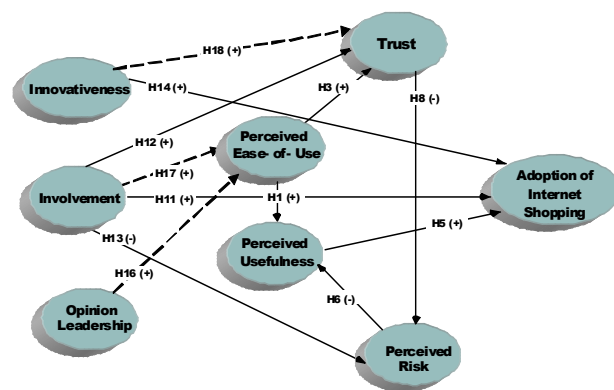 H18 (+)
Trust
Innovativeness
H14 (+)
H3 (+)
H8 (-)
H12 (+)
Perceived
Ease- of- Use
H17 (+)
Adoption of
Internet
Shopping
Involvement
H11 (+)
H1 (+)
H5 (+)
H13 (-)
Perceived
Usefulness
H16 (+)
H6 (-)
Opinion
Leadership
Perceived
Risk